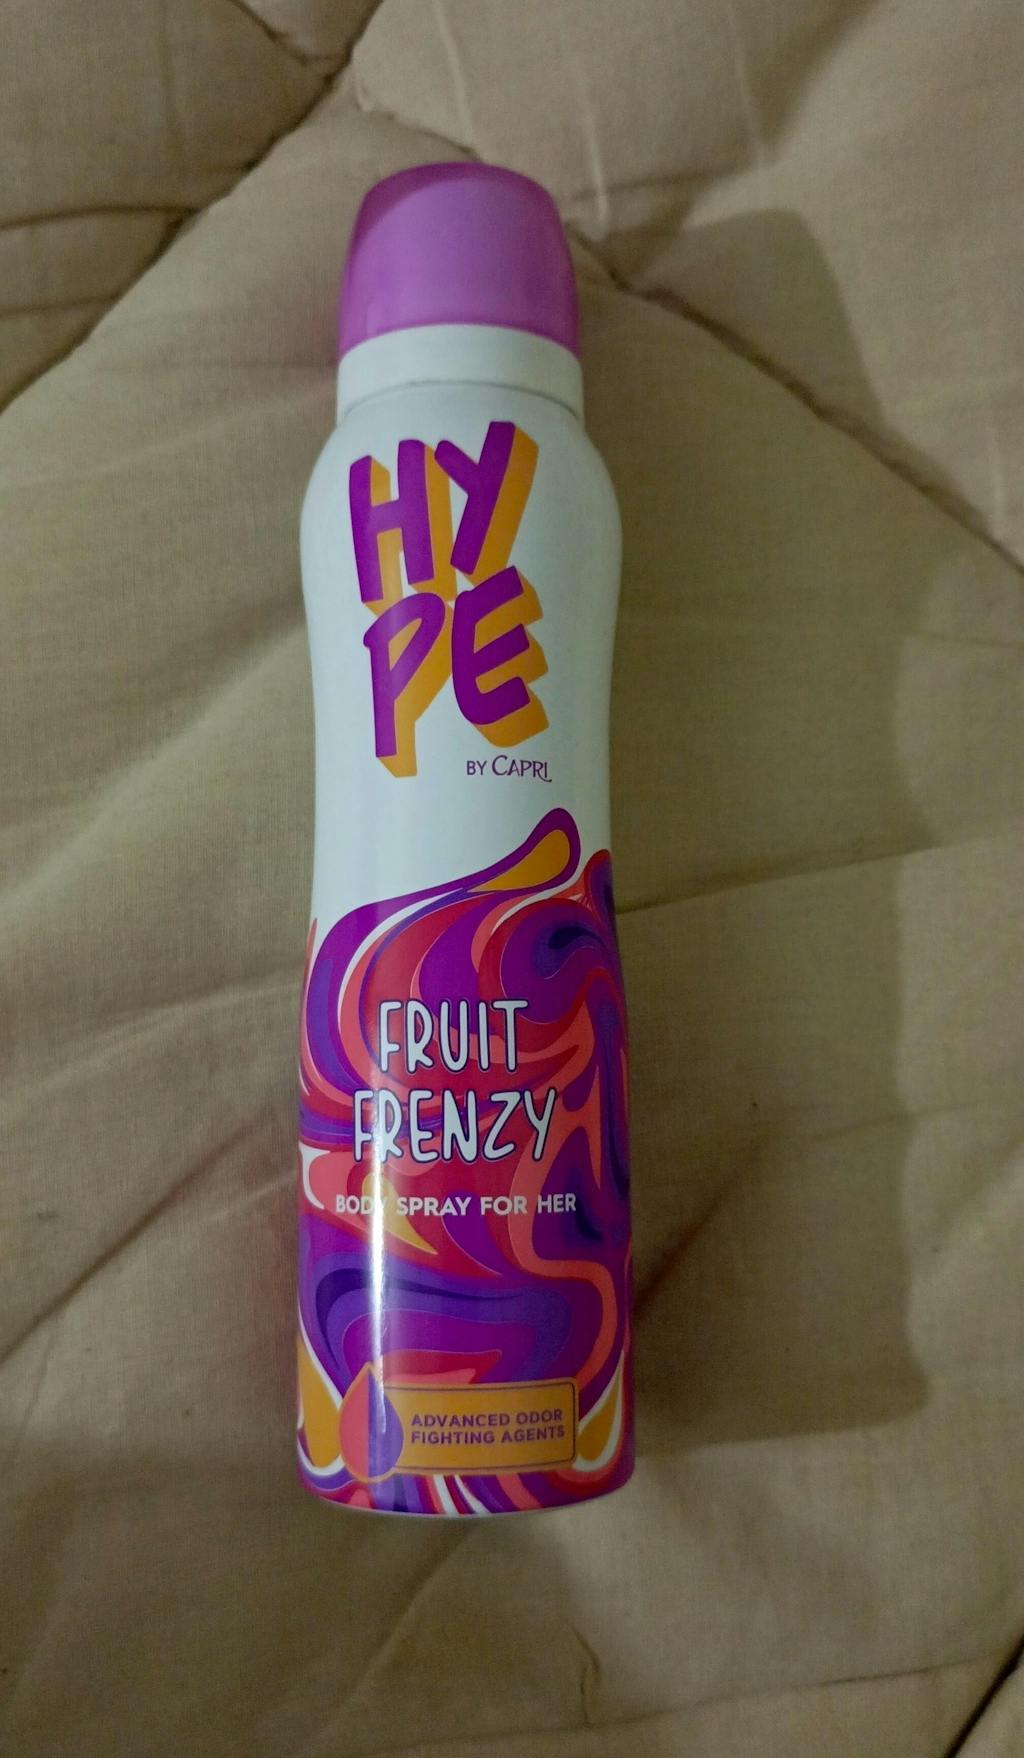 HY
PE
BY CAPRI
FRUIT
FRENZY
BODY SPRAY FOR HER
ADVANCED ODOR
FIGHTING AGENTS